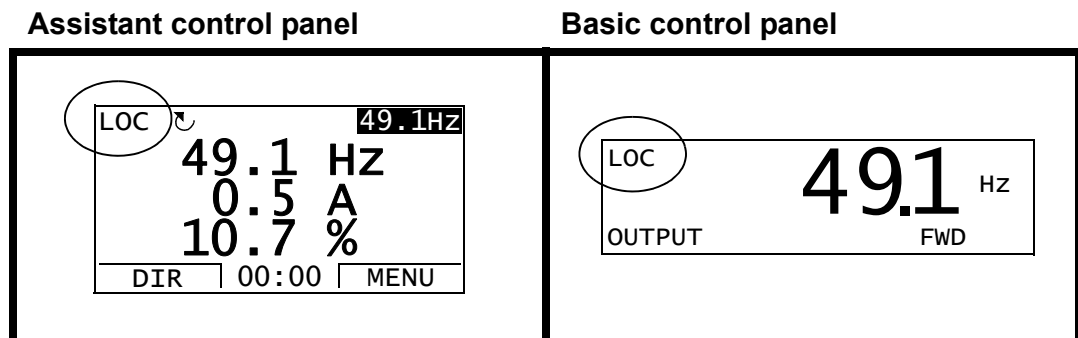 Assistant control panel
Basic control panel
LOC 49.1Hz
49.1 Hz
0.5 A
10.7 %
DIR 00:00 MENU
LOC
49.1 Hz
OUTPUT FWD